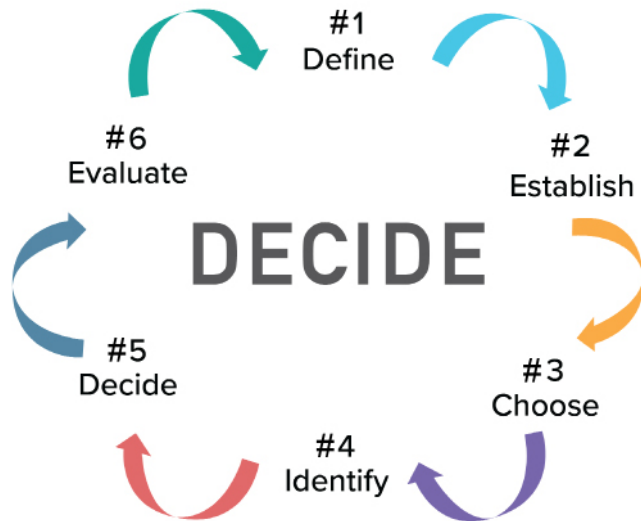 #1
Define
#2
Establish
#3
Choose
#4
Identify
#5
Decide
#6
Evaluate
DECIDE